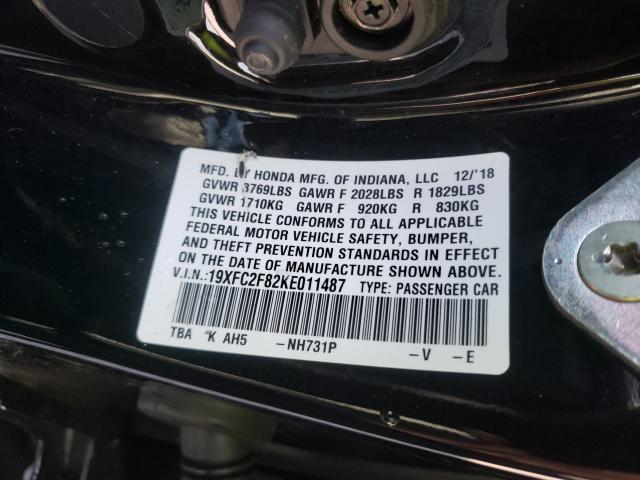 MFD. BY HONDA MFG. OF INDIANA, LLC 12/'18
GVWR 3769LBS GAWR F 2028LBS R 1829LBS
GVWR 1710KG GAWR F 920KG R 830KG
THIS VEHICLE CONFORMS TO ALL APPLICABLE
FEDERAL MOTOR VEHICLE SAFETY, BUMPER,
AND THEFT PREVENTION STANDARDS IN EFFECT
ON THE DATE OF MANUFACTURE SHOWN ABOVE.
V.I.N.:19XFC2F82KE011487 TYPE: PASSENGER CAR
TBA K AH5 -NH731P -V -E